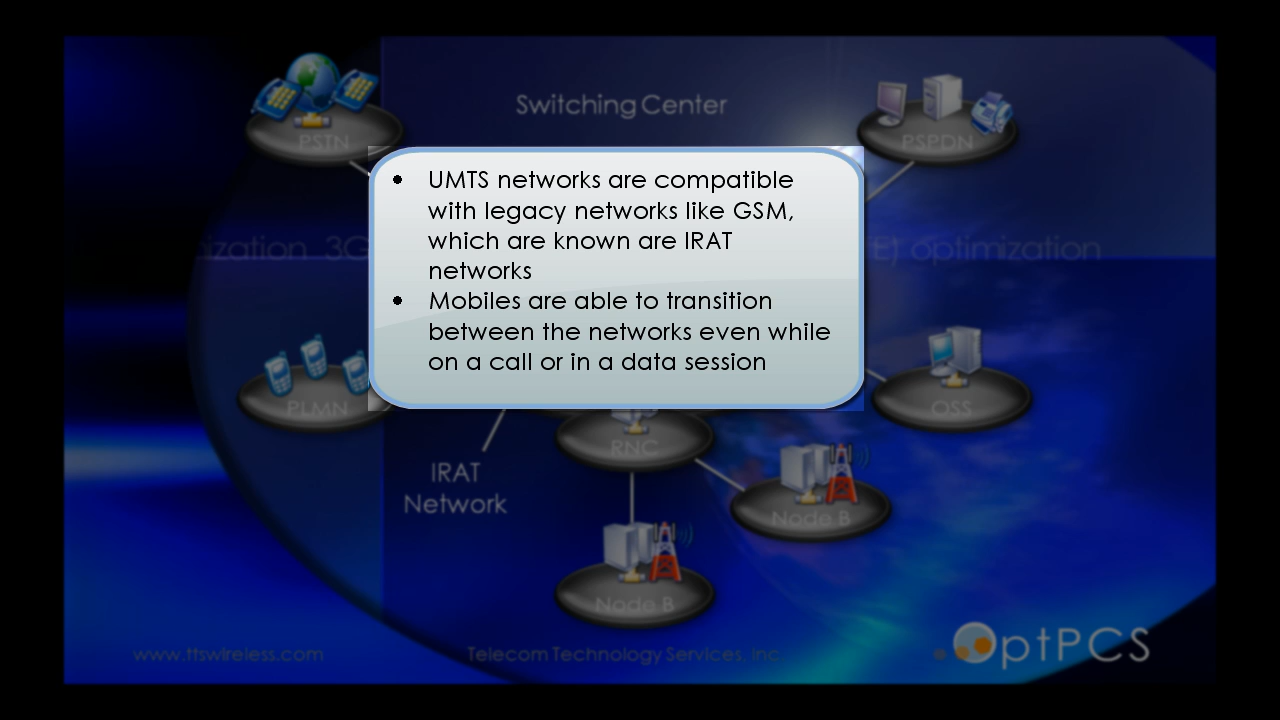 Switching Center
PSTN
PSPDN
• UMTS networks are compatible
with legacy networks like GSM,
which are known are IRAT
networks
• Mobiles are able to transition
between the networks even while
on a call or in a data session
ization 3G
E) optimization
PLMN
OSS
RNC
IRAT
Network
Node B
Node B
www.ttswireless.com
Telecom Technology Services, Inc.
OptPCS